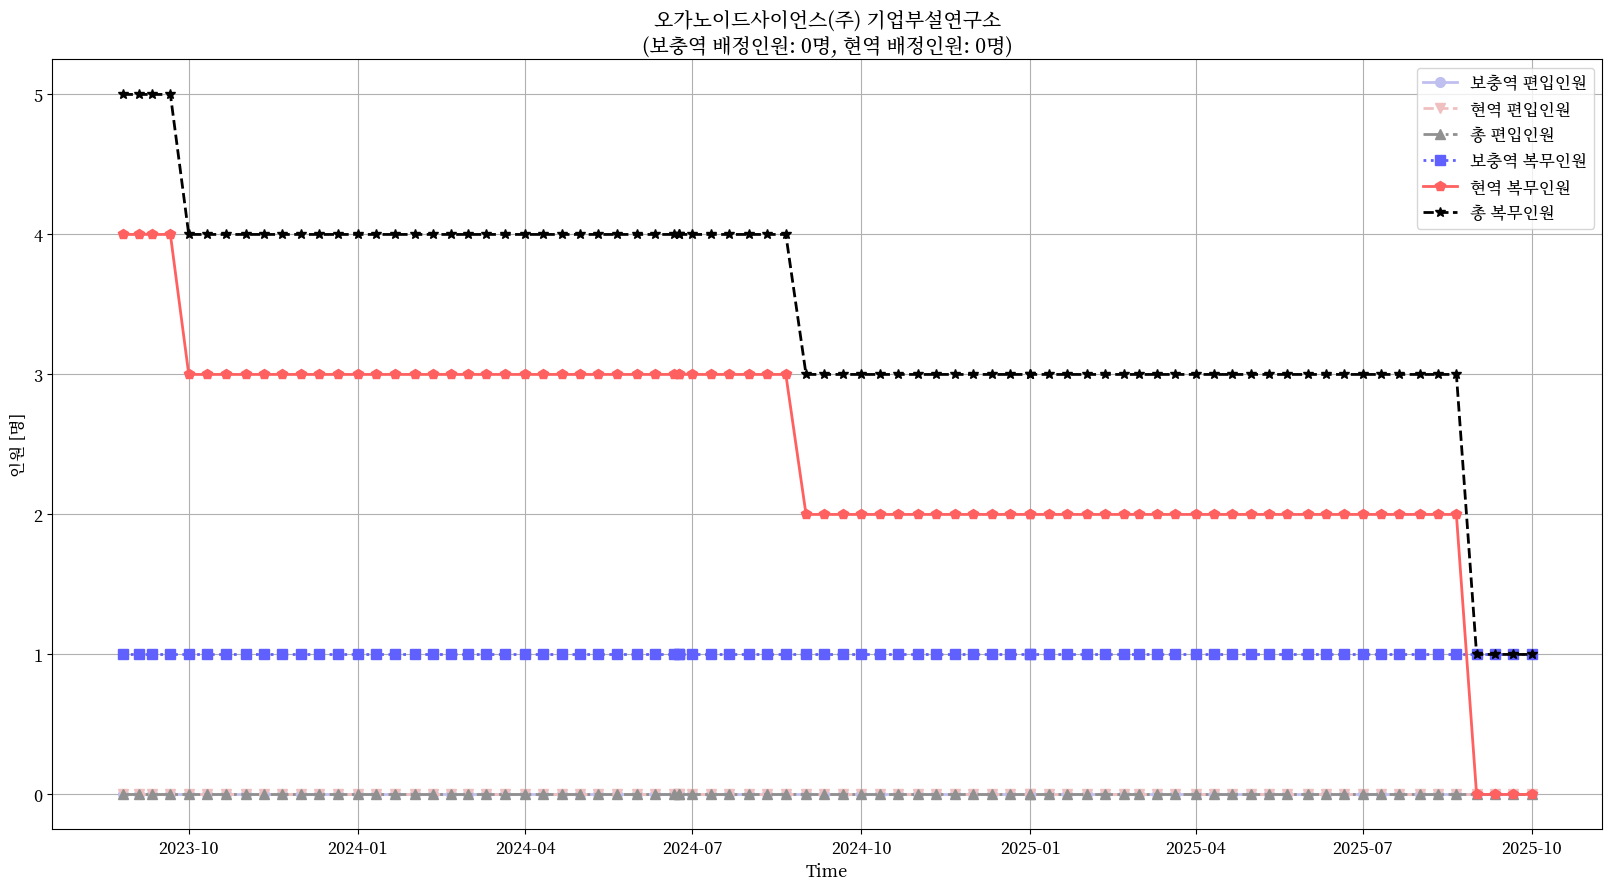 오가노이드사이언스(주) 기업부설연구소
(보충역 배정인원: 0명, 현역 배정인원: 0명)
보충역 편입인원
현역 편입인원
총 편입인원
보충역 복무인원
현역 복무인원
총 복무인원
인원 [명]
5
4
3
2
1
0
2023-10
2024-01
2024-04
2024-07
2024-10
2025-01
2025-04
2025-07
2025-10
Time